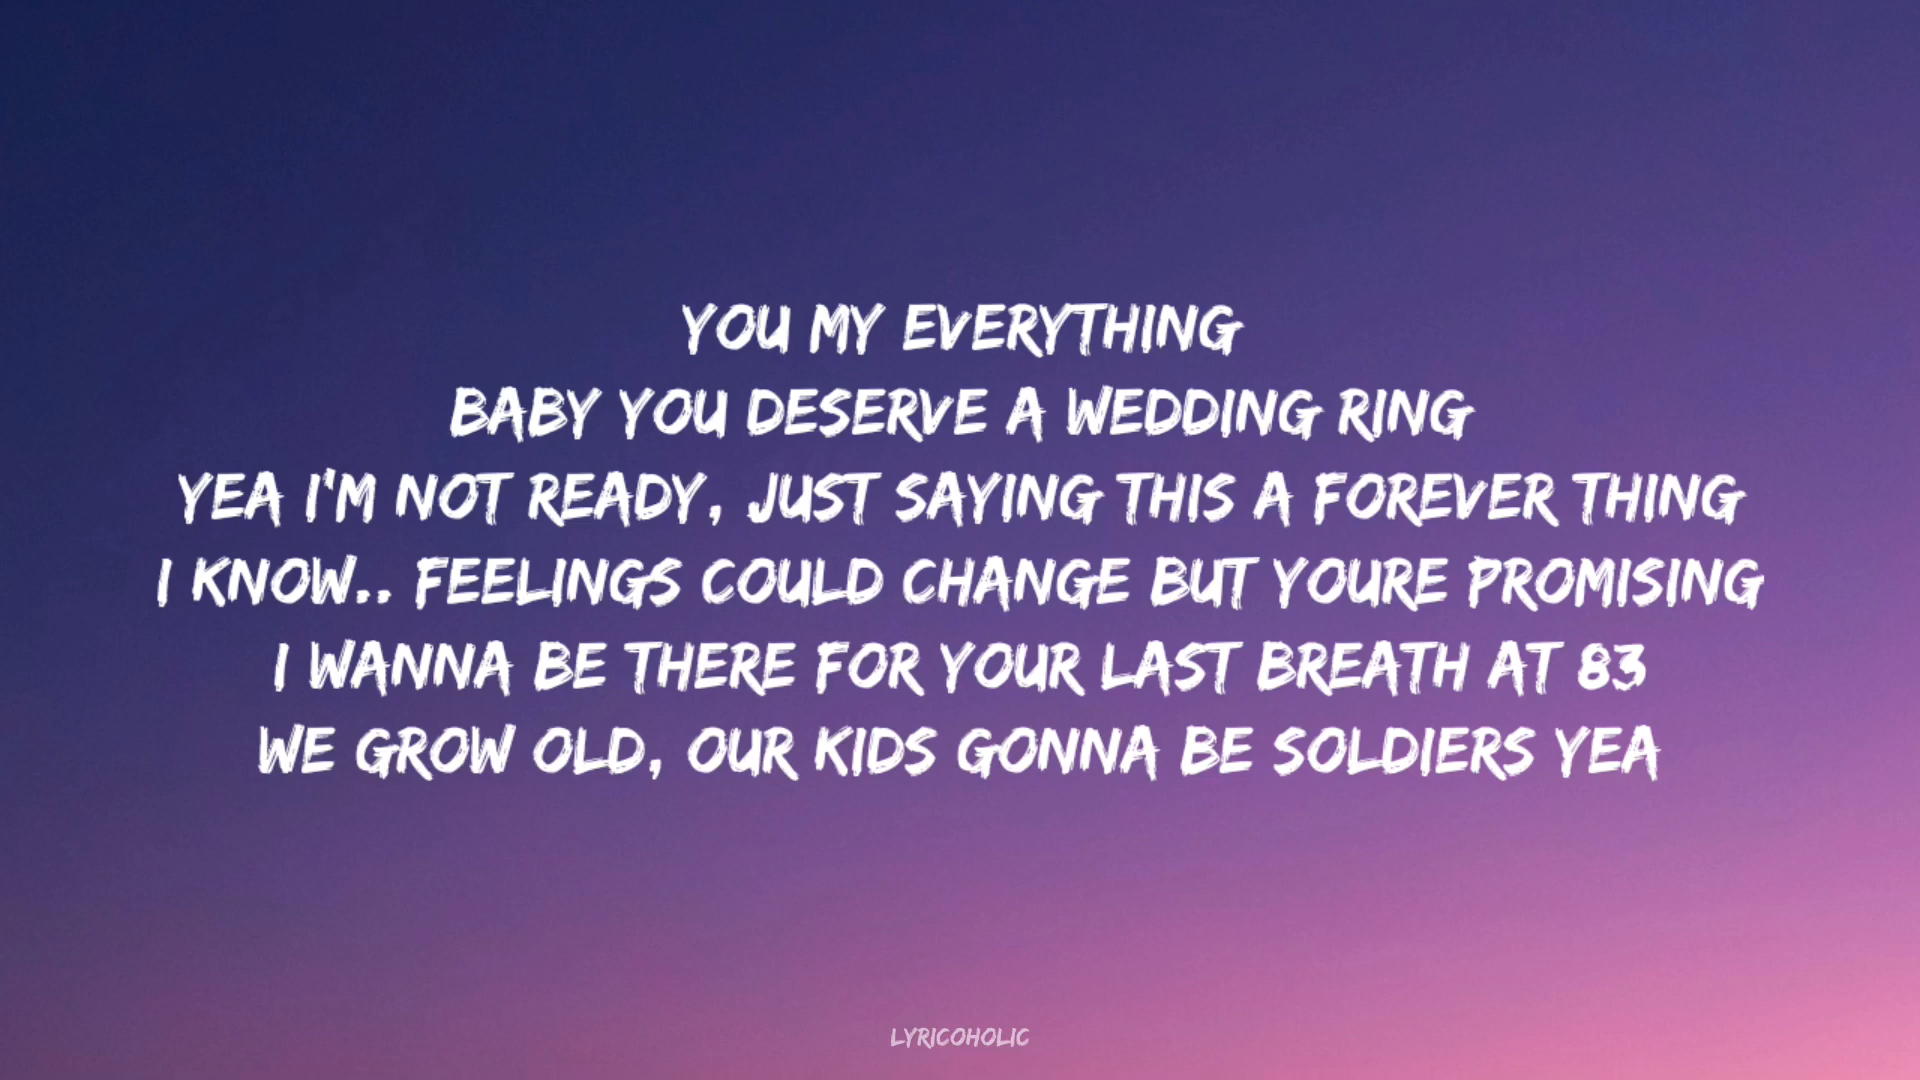 YOU MY EVERYTHING
BABY YOU DESERVE A WEDDING RING
YEA I'M NOT READY, JUST SAYING THIS A FOREVER THING
I KNOW.. FEELINGS COULD CHANGE BUT YOURE PROMISING
I WANNA BE THERE FOR YOUR LAST BREATH AT 83
WE GROW OLD, OUR KIDS GONNA BE SOLDIERS YEA
LYRICOHOLIC